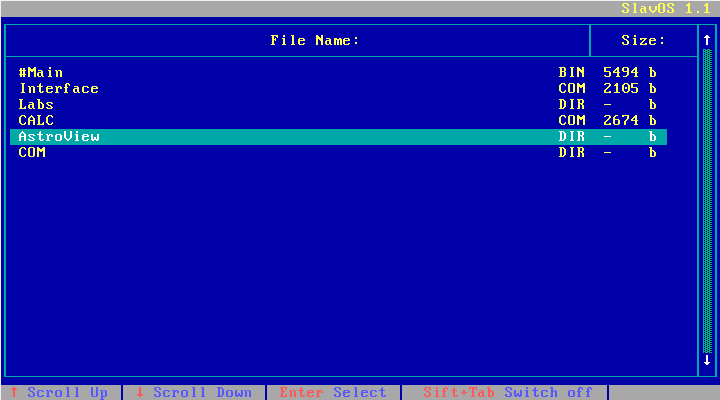 SlavOS 1.1
File Name: Size: ↑
#Main BIN 5494 b
Interface COM 2105 b
Labs DIR - b
CALC COM 2674 b
AstroView DIR - b
COM DIR - b
↓
↑ Scroll Up ↓ Scroll Down Enter Select Sift+Tab Switch off